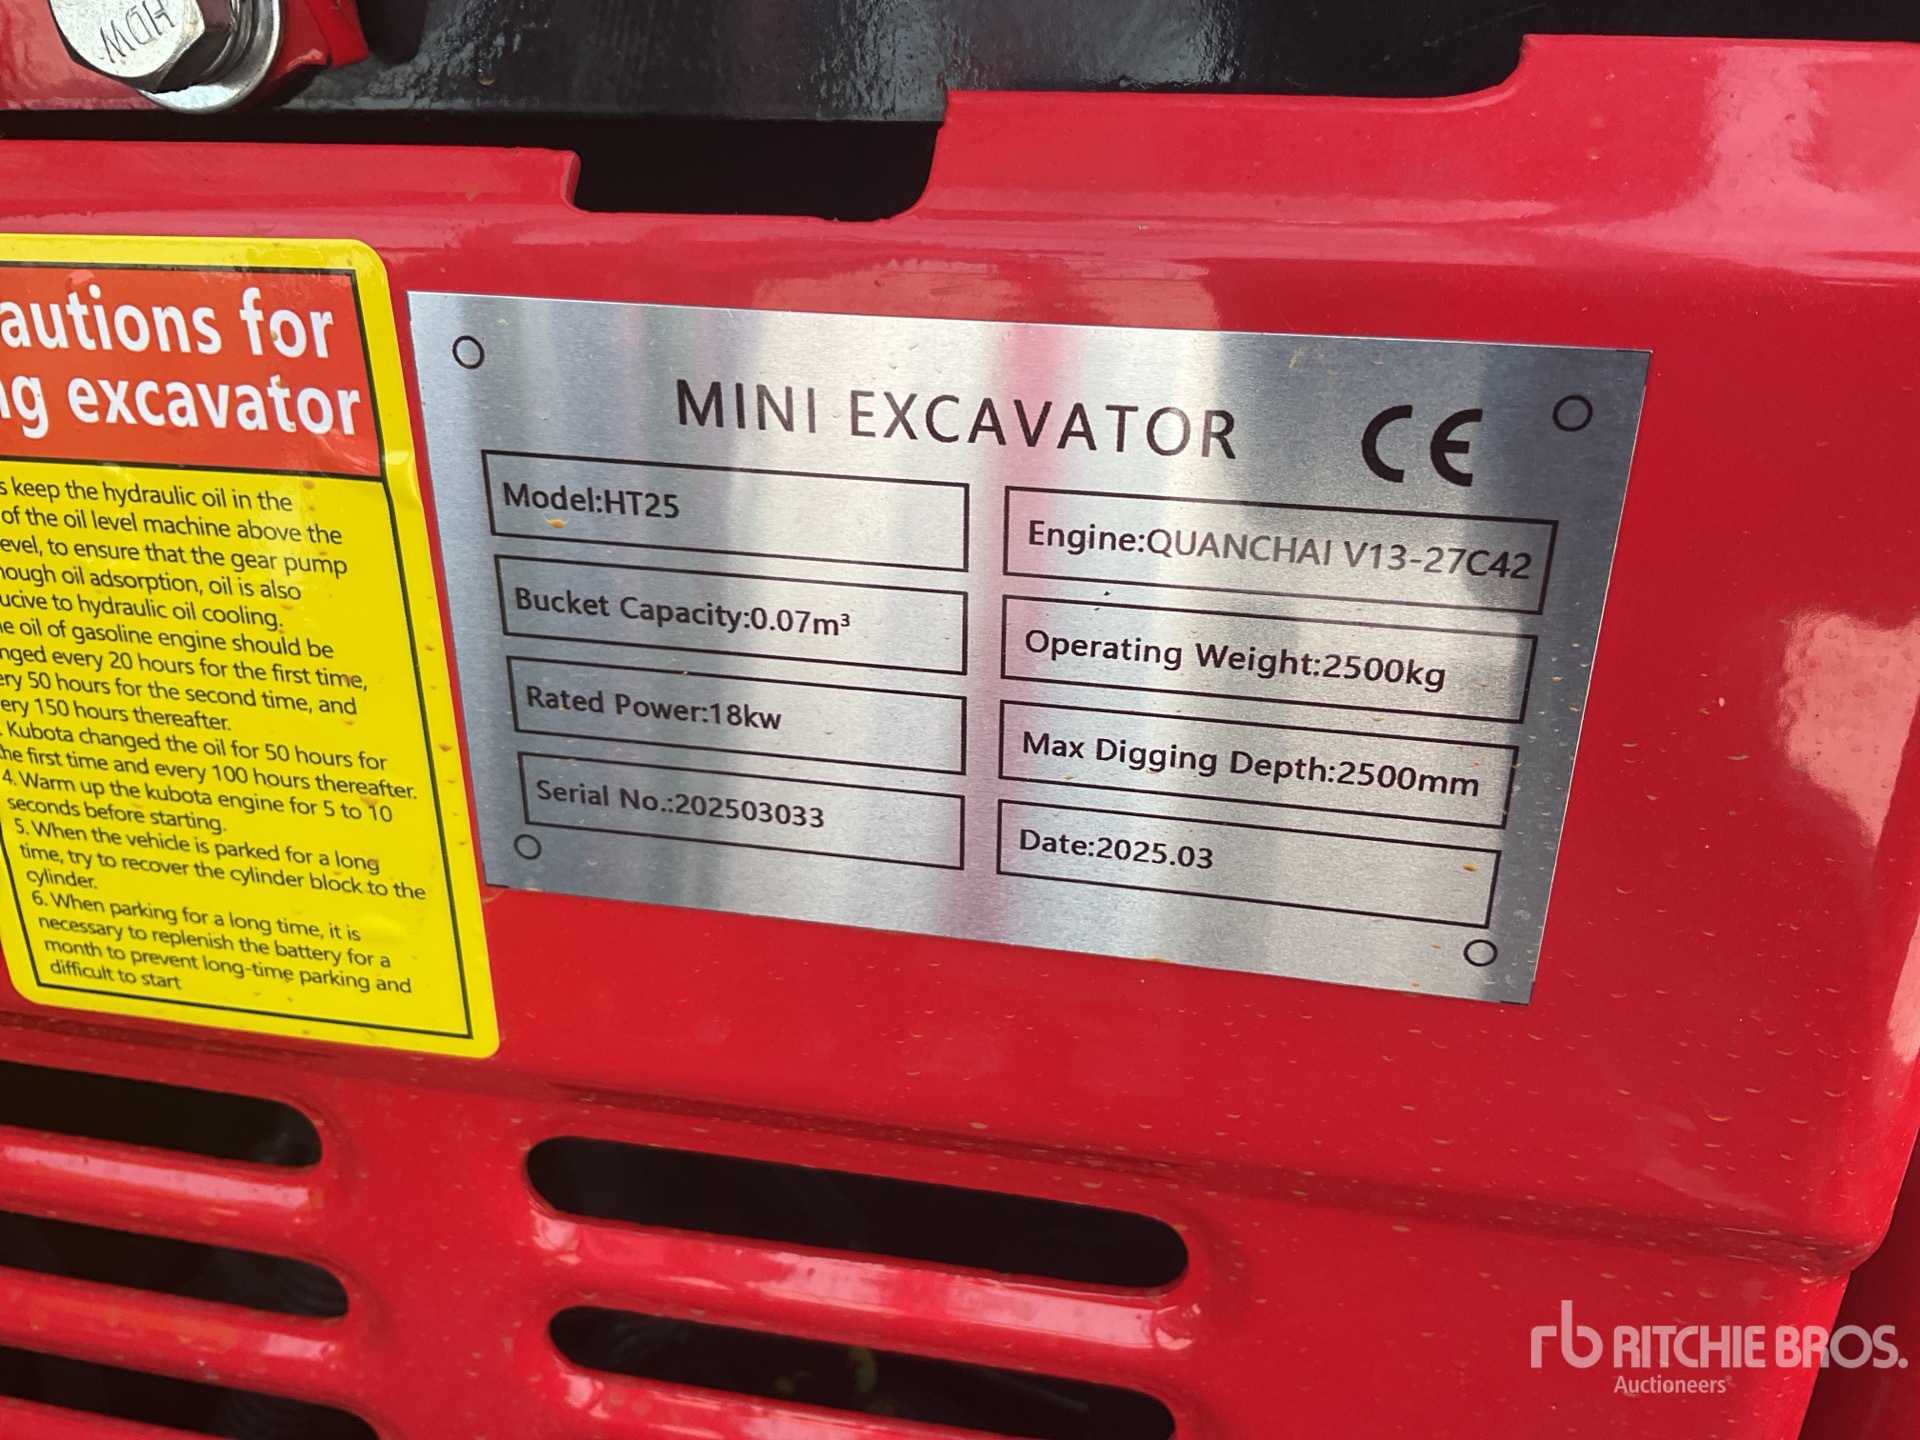 WDH
autions for
ng excavator
s keep the hydraulic oil in the
of the oil level machine above the
evel, to ensure that the gear pump
nough oil adsorption, oil is also
ucive to hydraulic oil cooling.
e oil of gasoline engine should be
nged every 20 hours for the first time,
ery 50 hours for the second time, and
ery 150 hours thereafter.
. Kubota changed the oil for 50 hours for
he first time and every 100 hours thereafter.
4. Warm up the kubota engine for 5 to 10
seconds before starting.
5. When the vehicle is parked for a long
time, try to recover the cylinder block to the
cylinder.
6. When parking for a long time, it is
necessary to replenish the battery for a
month to prevent long-time parking and
difficult to start
MINI EXCAVATOR CE
Model:HT25
Engine:QUANCHAI V13-27C42
Bucket Capacity:0.07m³
Operating Weight:2500kg
Rated Power:18kw
Max Digging Depth:2500mm
Serial No.:202503033
Date:2025.03
rb RITCHIE BROS.
Auctioneers